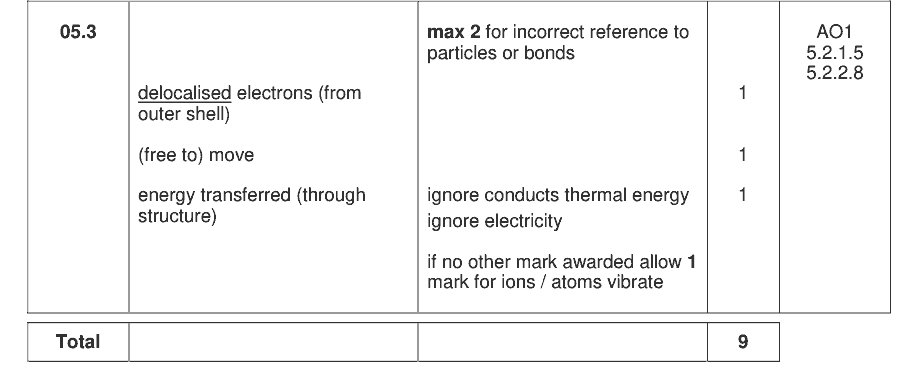 05.3
max 2 for incorrect reference to
particles or bonds
AO1
5.2.1.5
5.2.2.8
delocalised electrons (from
outer shell)
1
(free to) move
1
energy transferred (through
structure)
ignore conducts thermal energy
ignore electricity
1
if no other mark awarded allow 1
mark for ions / atoms vibrate
Total
9